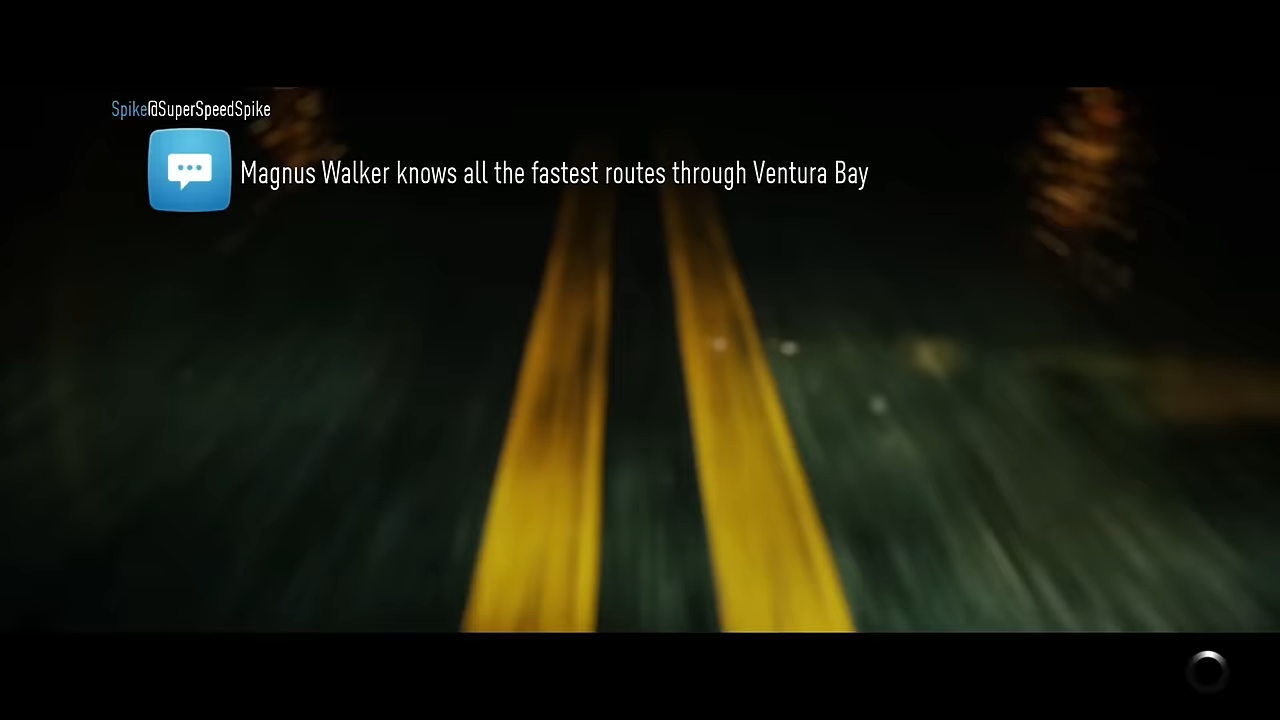 Spike@SuperSpeedSpike
Magnus Walker knows all the fastest routes through Ventura Bay